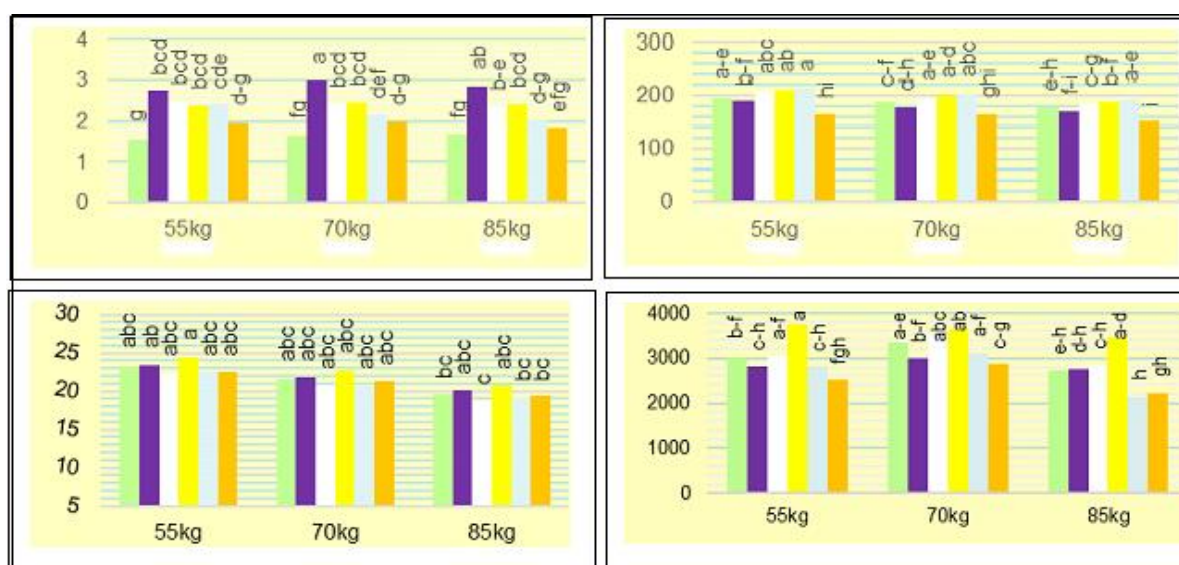 4
3
2
1
0
g
bcd
bcd
bcd
cde
d-g
fg
a
bcd
bcd
def
d-g
fg
ab
b-e
bcd
d-g
efg
55kg
70kg
85kg
300
200
100
0
a-e
b-f
abc
ab
a
hi
c-f
d-h
a-e
a-d
abc
ghi
e-h
f-i
c-g
b-f
a-e
i
55kg
70kg
85kg
30
25
20
15
10
5
abc
ab
abc
a
abc
abc
abc
abc
abc
abc
abc
abc
bc
abc
c
abc
bc
bc
55kg
70kg
85kg
4000
3000
2000
1000
0
b-f
c-h
a-f
a
c-h
fgh
a-e
b-f
abc
ab
a-f
c-g
e-h
d-h
c-h
a-d
h
gh
55kg
70kg
85kg